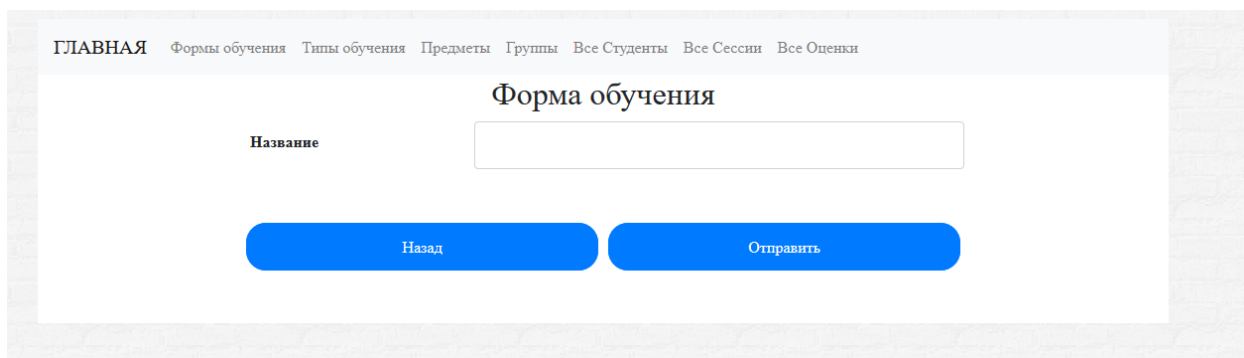 ГЛАВНАЯ Формы обучения Типы обучения Предметы Группы Все Студенты Все Сессии Все Оценки
Форма обучения
Название
Назад Отправить